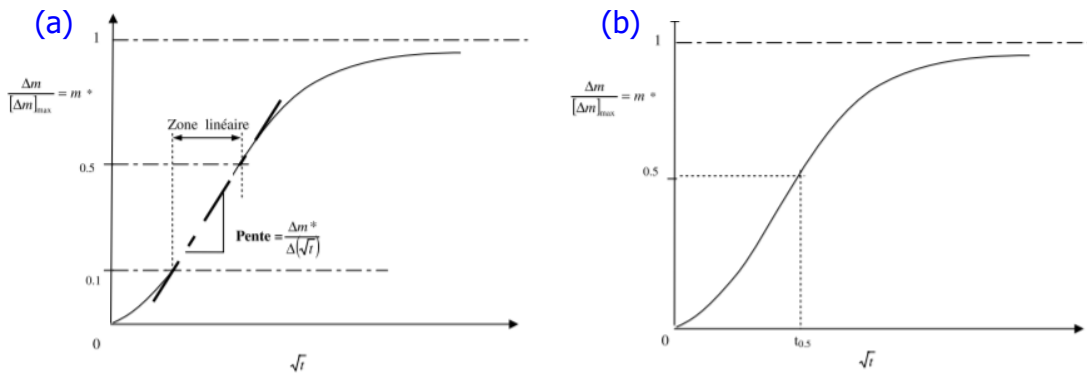 (a)
1
Δm / [Δm]max = m *
Zone linéaire
0.5
Pente = Δm * / Δ(√t)
0.1
0
√t
(b)
1
Δm / [Δm]max = m *
0.5
0
t0.5
√t